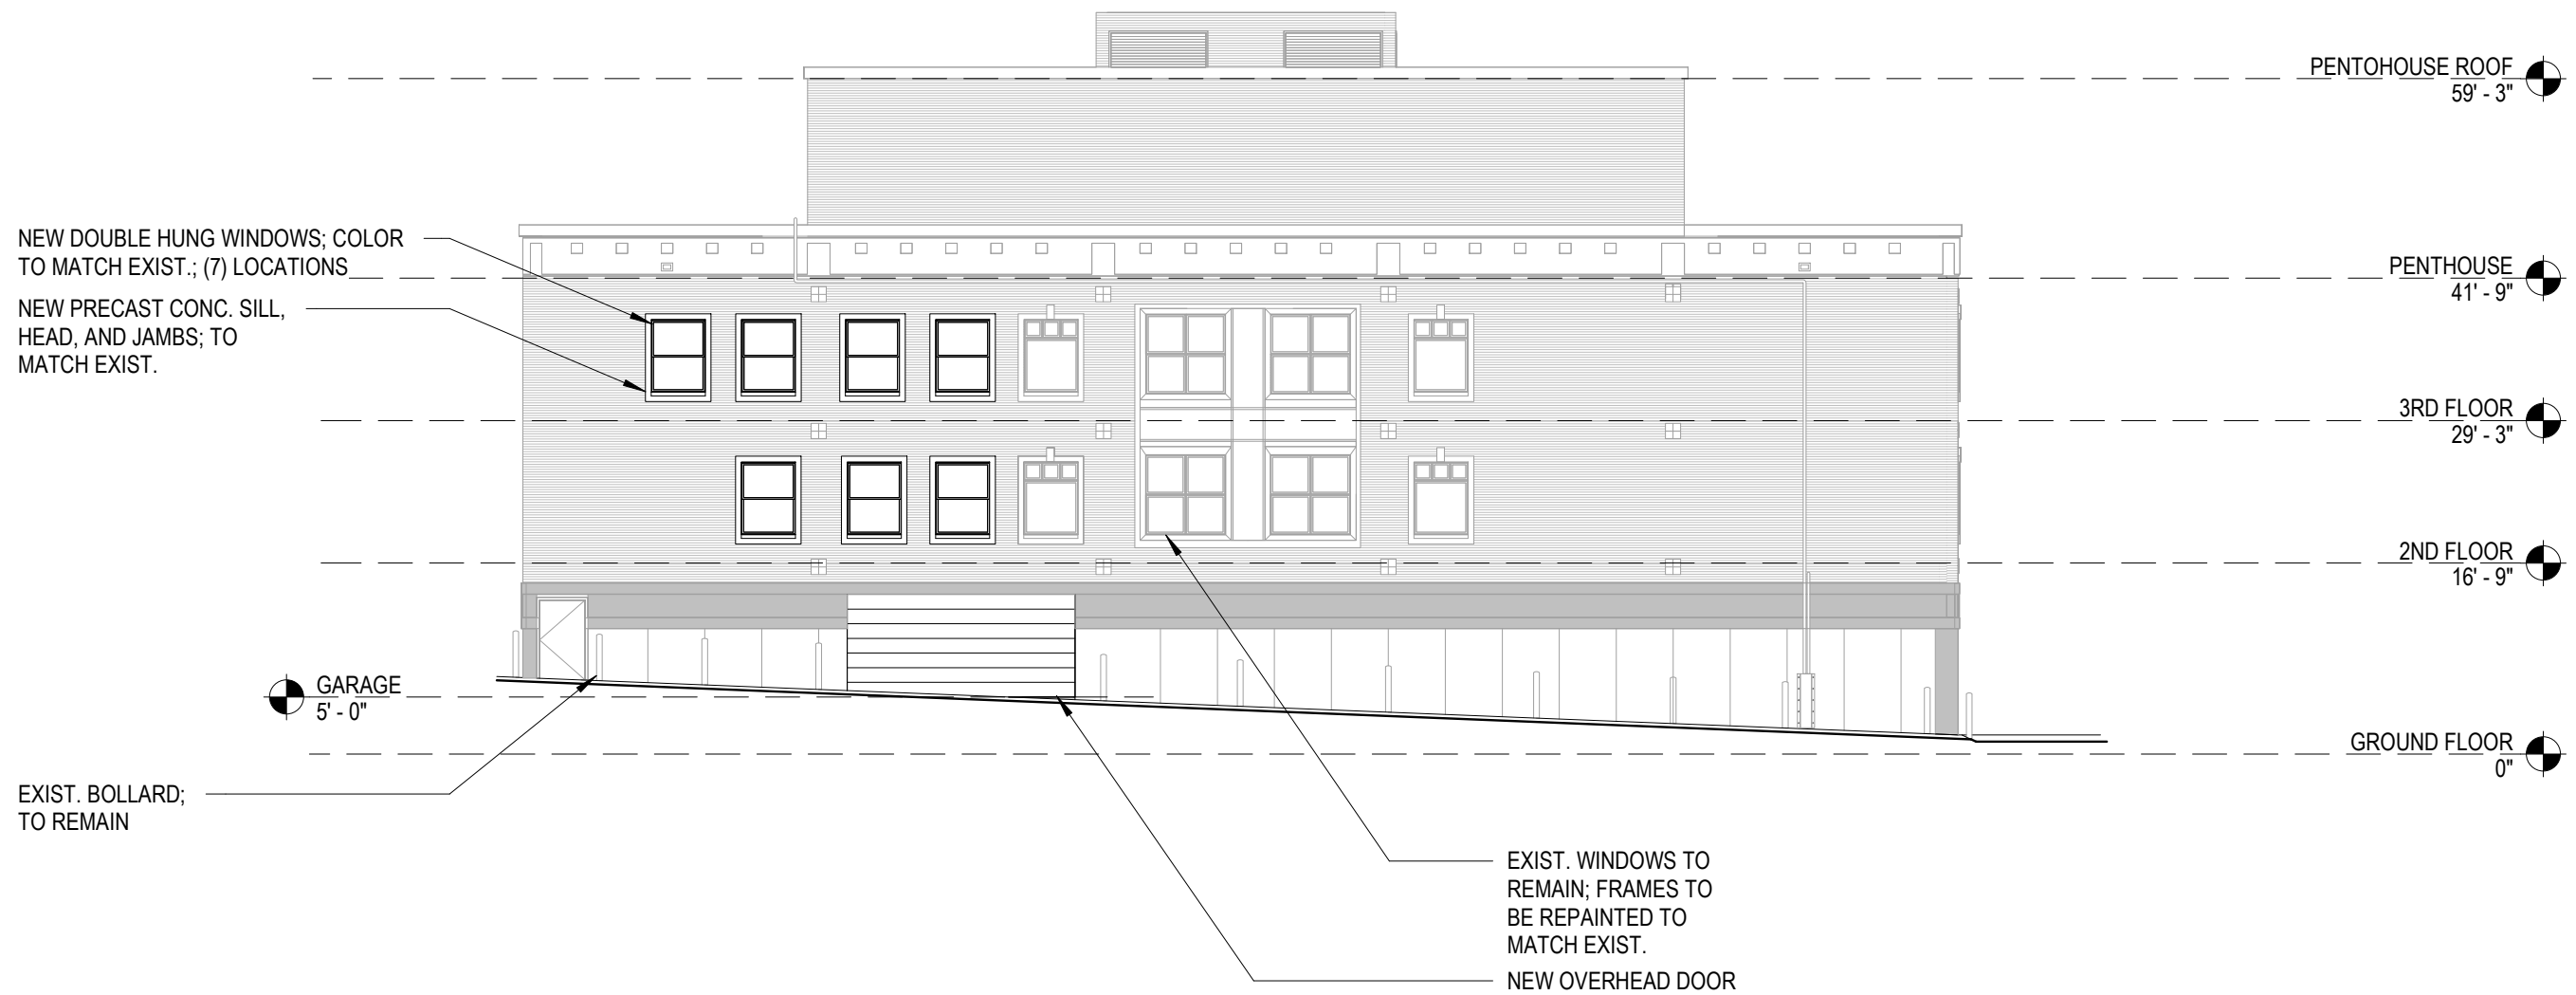 PENTOHOUSE ROOF
59' - 3"
NEW DOUBLE HUNG WINDOWS; COLOR
TO MATCH EXIST.; (7) LOCATIONS
NEW PRECAST CONC. SILL,
HEAD, AND JAMBS; TO
MATCH EXIST.
PENTHOUSE
41' - 9"
3RD FLOOR
29' - 3"
2ND FLOOR
16' - 9"
GARAGE
5' - 0"
GROUND FLOOR
0"
EXIST. BOLLARD;
TO REMAIN
EXIST. WINDOWS TO
REMAIN; FRAMES TO
BE REPAINTED TO
MATCH EXIST.
NEW OVERHEAD DOOR